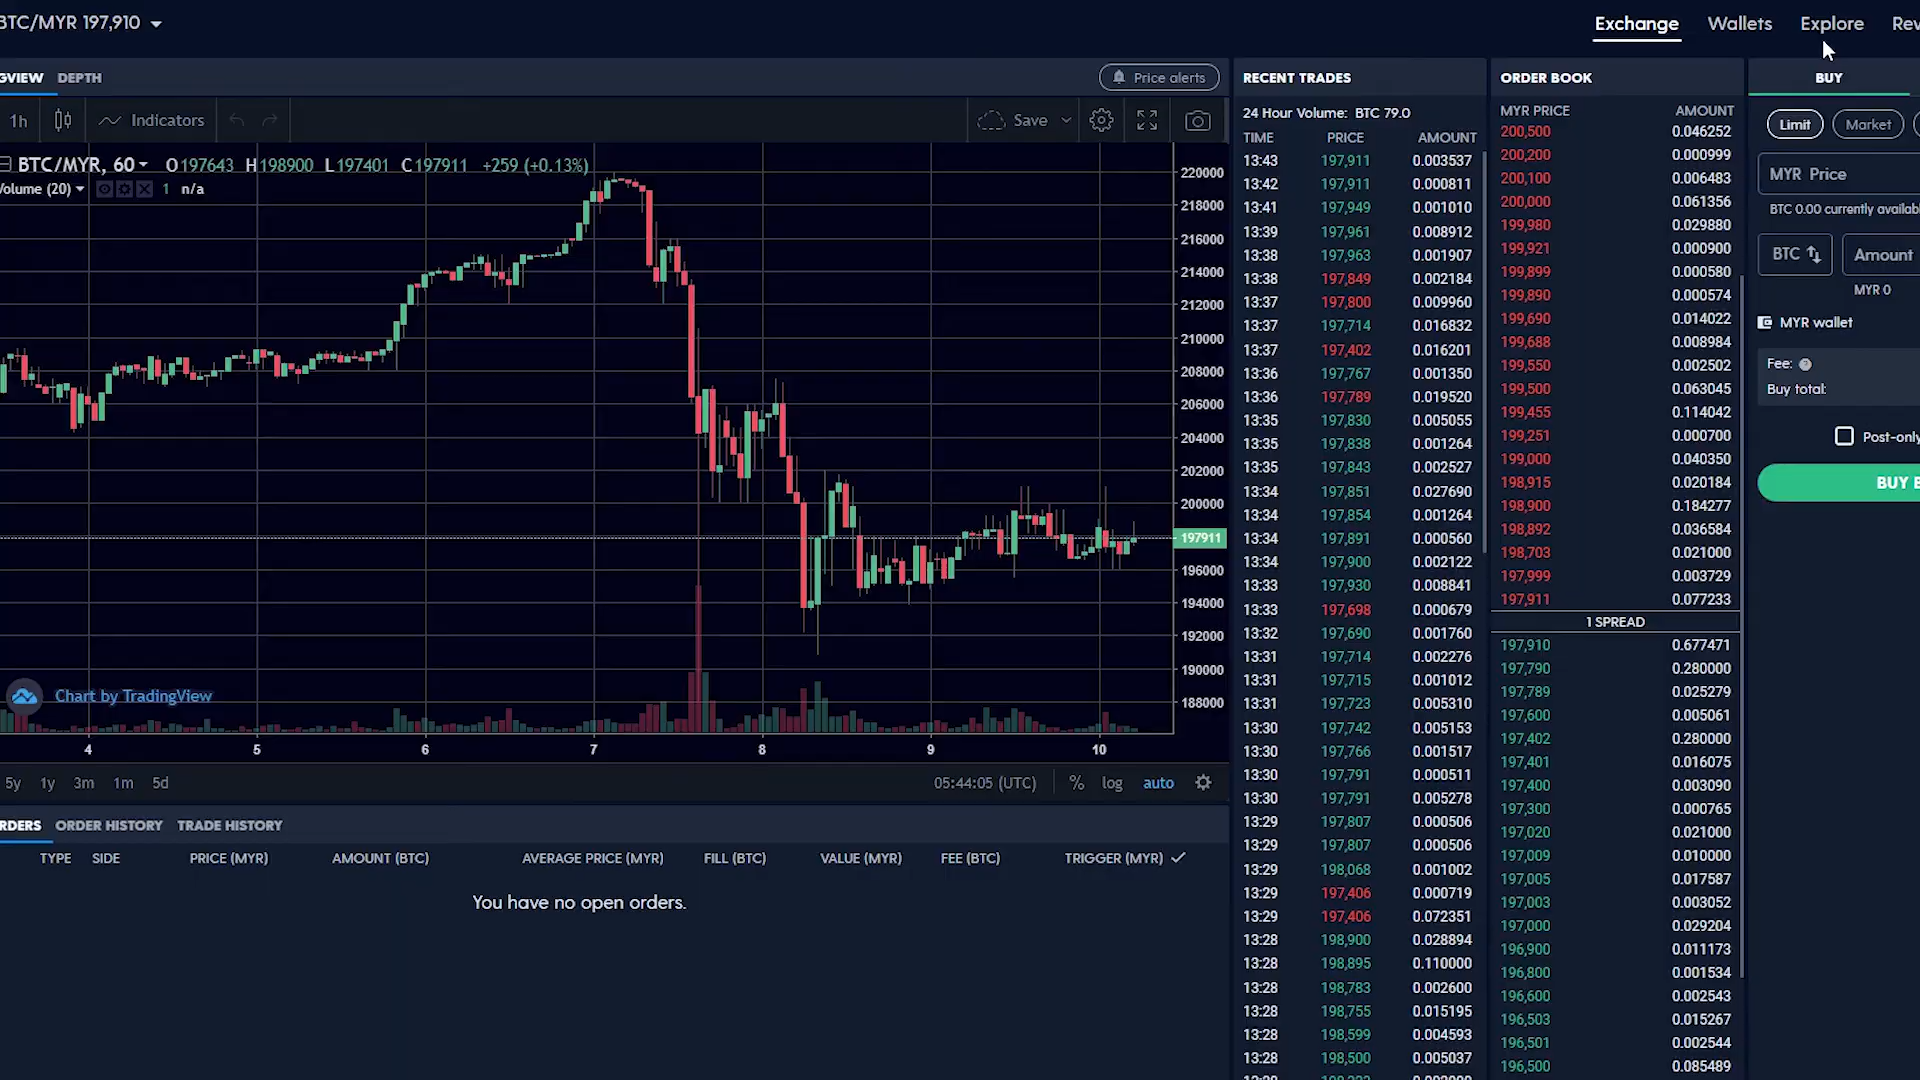 BTC/MYR 197,910
Exchange Wallets Explore Rev
GVIEW DEPTH
Price alerts
1h Indicators Save
BTC/MYR, 60 O197643 H198900 L197401 C197911 +259 (+0.13%)
Volume (20) 1 n/a
220000
218000
216000
214000
212000
210000
208000
206000
204000
202000
200000
197911
196000
194000
192000
190000
188000
Chart by TradingView
4 5 6 7 8 9 10
5y 1y 3m 1m 5d 05:44:05 (UTC) % log auto
RDERS ORDER HISTORY TRADE HISTORY
TYPE SIDE PRICE (MYR) AMOUNT (BTC) AVERAGE PRICE (MYR) FILL (BTC) VALUE (MYR) FEE (BTC) TRIGGER (MYR)
You have no open orders.
RECENT TRADES
24 Hour Volume: BTC 79.0
TIME PRICE AMOUNT
13:43 197,911 0.003537
13:42 197,911 0.000811
13:41 197,949 0.001010
13:39 197,961 0.008912
13:38 197,963 0.001907
13:38 197,849 0.002184
13:37 197,800 0.009960
13:37 197,714 0.016832
13:37 197,402 0.016201
13:36 197,767 0.001350
13:36 197,789 0.019520
13:35 197,830 0.005055
13:35 197,838 0.001264
13:35 197,843 0.002527
13:34 197,851 0.027690
13:34 197,854 0.001264
13:34 197,891 0.000560
13:34 197,900 0.002122
13:33 197,930 0.008841
13:33 197,698 0.000679
13:32 197,690 0.001760
13:31 197,714 0.002276
13:31 197,715 0.001012
13:31 197,723 0.005310
13:30 197,742 0.005153
13:30 197,766 0.001517
13:30 197,791 0.000511
13:30 197,791 0.005278
13:29 197,807 0.000506
13:29 197,807 0.000506
13:29 198,068 0.001002
13:29 197,406 0.000719
13:29 197,406 0.072351
13:28 198,900 0.028894
13:28 198,895 0.110000
13:28 198,783 0.002600
13:28 198,755 0.015195
13:28 198,599 0.004593
13:28 198,500 0.005037
ORDER BOOK
MYR PRICE AMOUNT
200,500 0.046252
200,200 0.000999
200,100 0.006483
200,000 0.061356
199,980 0.029880
199,921 0.000900
199,899 0.000580
199,890 0.000574
199,690 0.014022
199,688 0.008984
199,550 0.002502
199,500 0.063045
199,455 0.114042
199,251 0.000700
199,000 0.040350
198,915 0.020184
198,900 0.184277
198,892 0.036584
198,703 0.021000
197,999 0.003729
197,911 0.077233
1 SPREAD
197,910 0.677471
197,790 0.280000
197,789 0.025279
197,600 0.005061
197,402 0.280000
197,401 0.016075
197,400 0.003090
197,300 0.000765
197,020 0.021000
197,009 0.010000
197,005 0.017587
197,003 0.003052
197,000 0.029204
196,900 0.011173
196,800 0.001534
196,600 0.002543
196,503 0.015267
196,501 0.002544
196,500 0.085489
BUY
Limit Market
MYR Price
BTC 0.00 currently available
BTC Amount
MYR 0
MYR wallet
Fee:
Buy total:
Post-only
BUY B